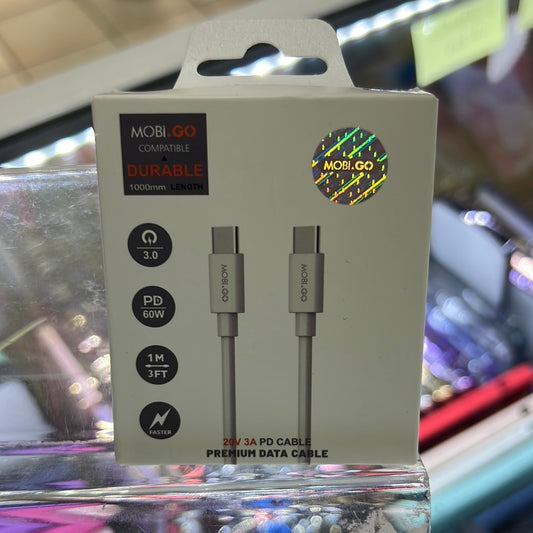 MOBI.GO
COMPATIBLE
DURABLE
1000mm LENGTH
MOBI.GO
3.0
PD
60W
1M
3FT
FASTER
MOBI.GO
MOBI.GO
20V 3A PD CABLE
PREMIUM DATA CABLE